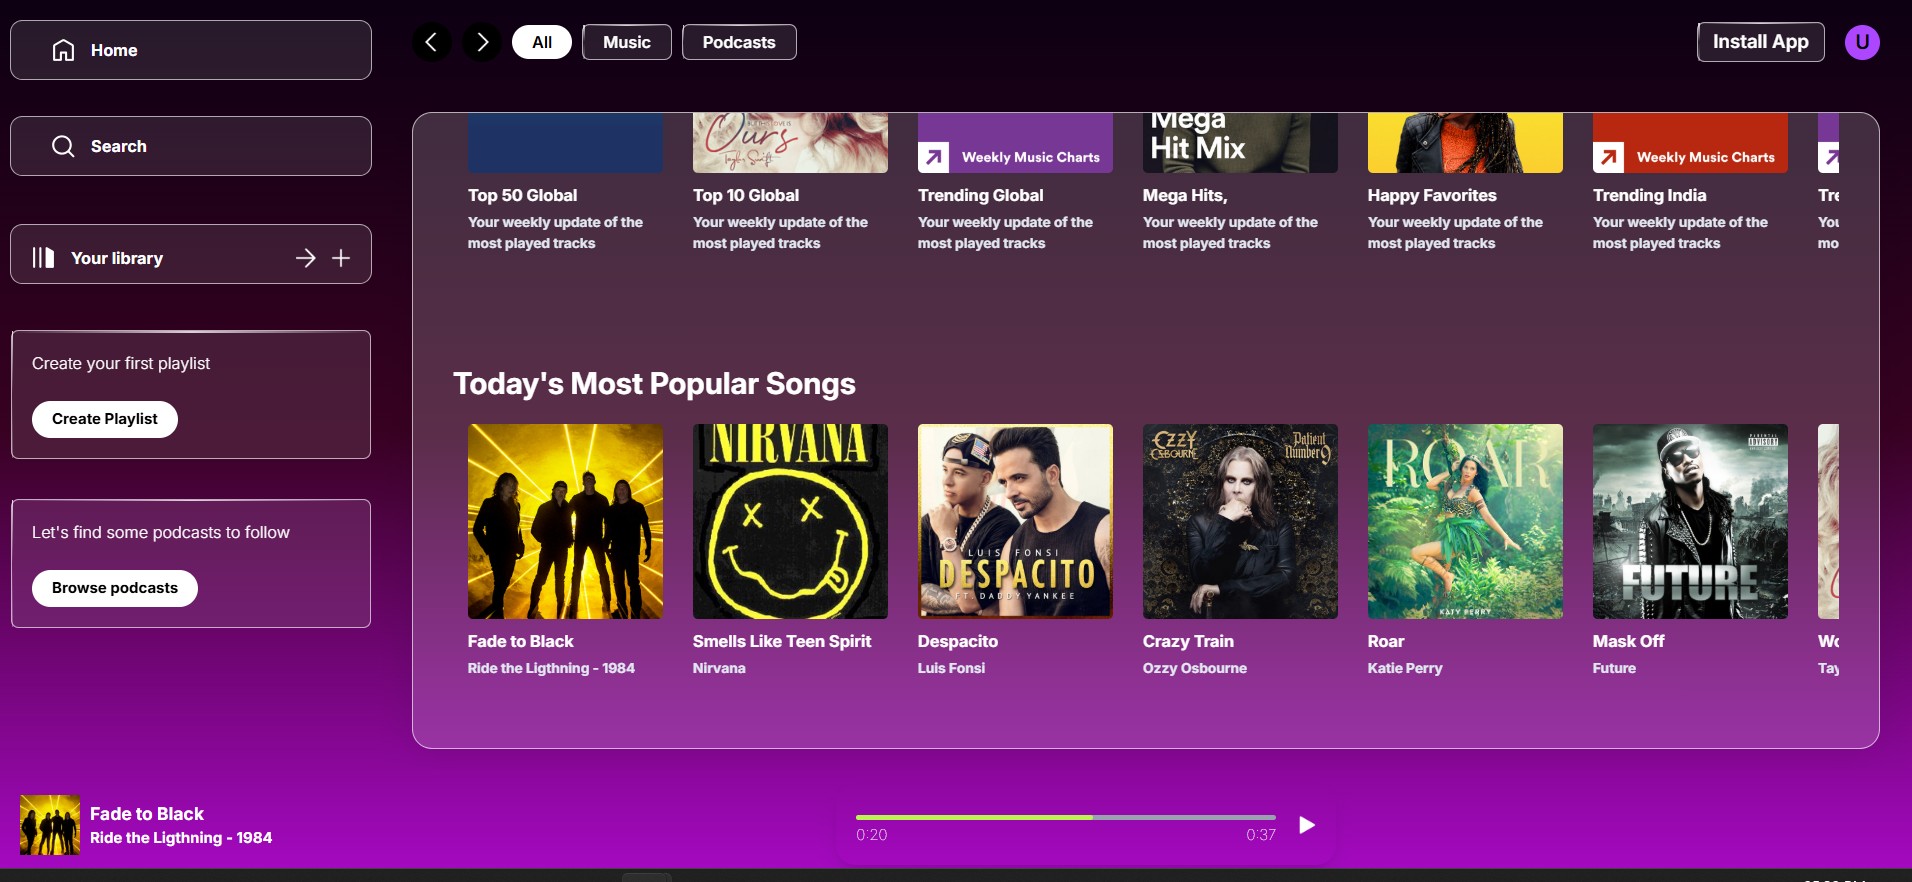 Home
Search
Your library
Create your first playlist
Create Playlist
Let's find some podcasts to follow
Browse podcasts
All
Music
Podcasts
Install App
U
Ours
Taylor Swift
Weekly Music Charts
Mega
Hit Mix
Weekly Music Charts
Top 50 Global
Your weekly update of the
most played tracks
Top 10 Global
Your weekly update of the
most played tracks
Trending Global
Your weekly update of the
most played tracks
Mega Hits,
Your weekly update of the
most played tracks
Happy Favorites
Your weekly update of the
most played tracks
Trending India
Your weekly update of the
most played tracks
Today's Most Popular Songs
NIRVANA
LUIS FONSI
DESPACITO
FT. DADDY YANKEE
OZZY
OSBOURNE
Patient
Number 9
ROAR
KATY PERRY
PARENTAL
ADVISORY
FUTURE
Fade to Black
Ride the Ligthning - 1984
Smells Like Teen Spirit
Nirvana
Despacito
Luis Fonsi
Crazy Train
Ozzy Osbourne
Roar
Katie Perry
Mask Off
Future
Fade to Black
Ride the Ligthning - 1984
0:20
0:37